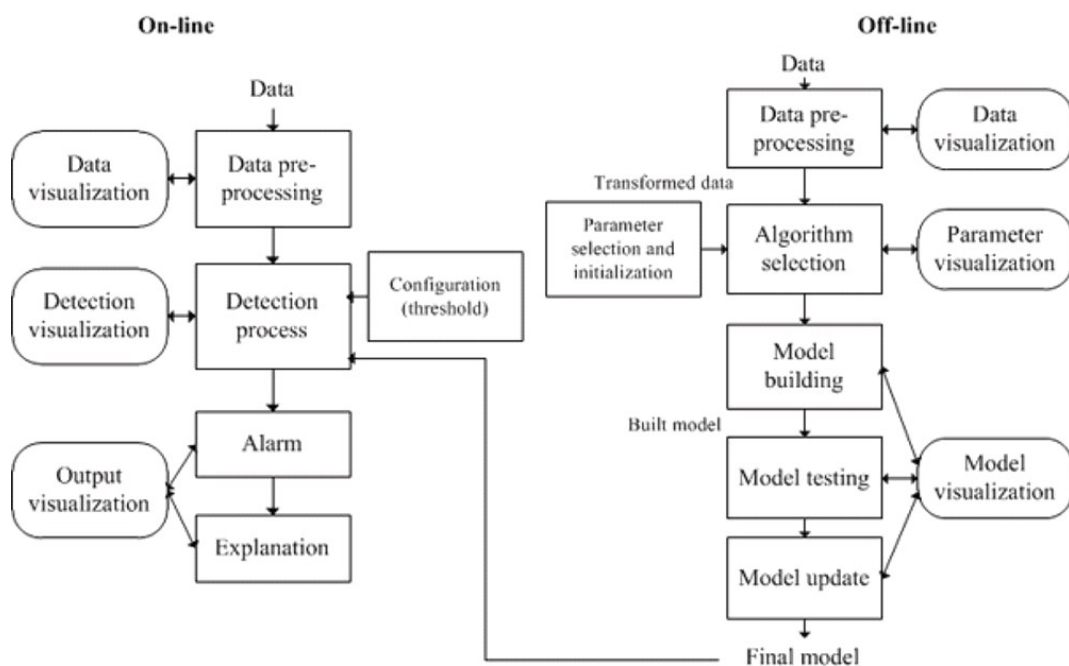 On-line
Data
Data
visualization
Data pre-
processing
Detection
visualization
Detection
process
Configuration
(threshold)
Alarm
Output
visualization
Explanation
Off-line
Data
Data pre-
processing
Data
visualization
Transformed data
Parameter
selection and
initialization
Algorithm
selection
Parameter
visualization
Model
building
Built model
Model testing
Model
visualization
Model update
Final model